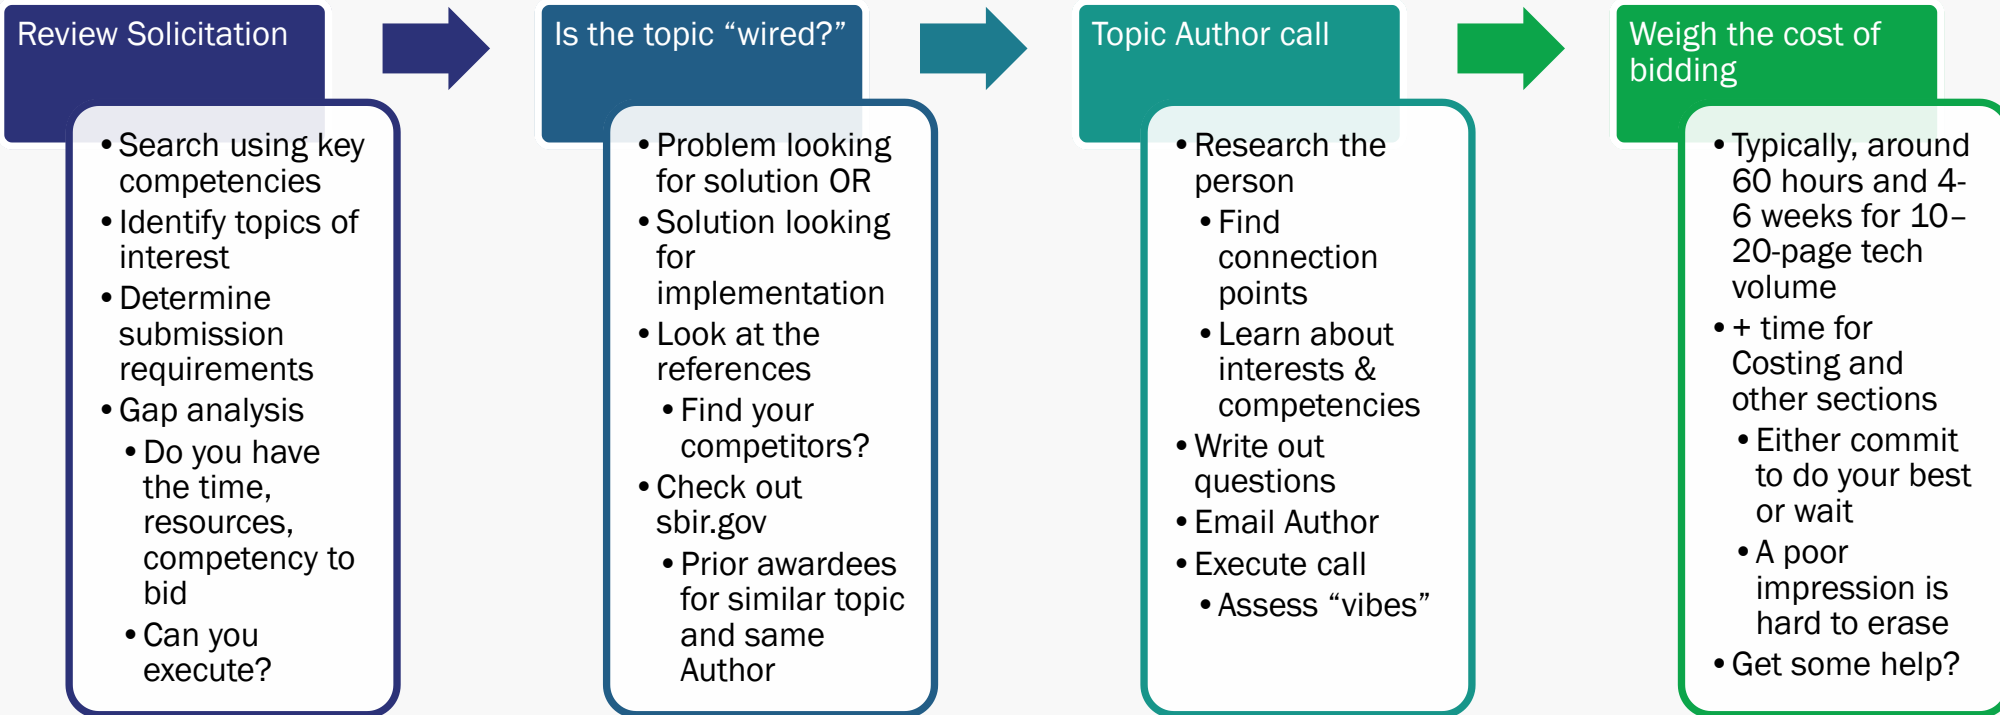 Review Solicitation
• Search using key
competencies
• Identify topics of
interest
• Determine
submission
requirements
• Gap analysis
• Do you have
the time,
resources,
competency to
bid
• Can you
execute?
Is the topic “wired?”
• Problem looking
for solution OR
• Solution looking
for
implementation
• Look at the
references
• Find your
competitors?
• Check out
sbir.gov
• Prior awardees
for similar topic
and same
Author
Topic Author call
• Research the
person
• Find
connection
points
• Learn about
interests &
competencies
• Write out
questions
• Email Author
• Execute call
• Assess “vibes”
Weigh the cost of
bidding
• Typically, around
60 hours and 4-
6 weeks for 10–
20-page tech
volume
• + time for
Costing and
other sections
• Either commit
to do your best
or wait
• A poor
impression is
hard to erase
• Get some help?